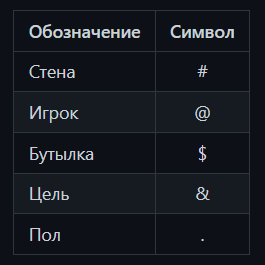 Обозначение Символ
Стена #
Игрок @
Бутылка $
Цель &
Пол .